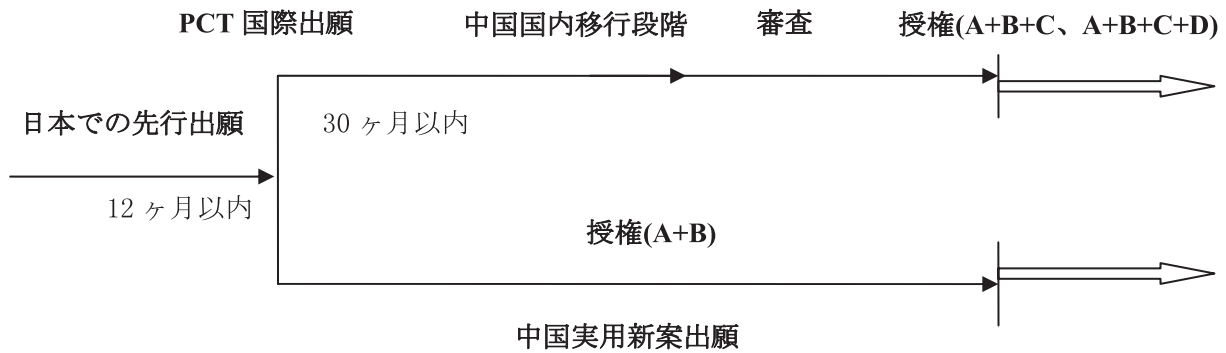 PCT 国際出願 中国国内移行段階 審査 授権(A+B+C、A+B+C+D)
日本での先行出願 30 ヶ月以内
12 ヶ月以内
授権(A+B)
中国実用新案出願